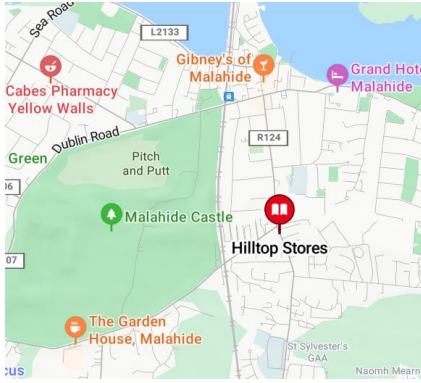 Sea Road
L2133
Gibney's of
Malahide
Grand Hote
Malahide
Cabes Pharmacy
Yellow Walls
Dublin Road
R124
Green
Pitch
and Putt
06
Malahide Castle
Hilltop Stores
07
The Garden
House, Malahide
St Sylvester's
GAA
cus
Naomh Mearn